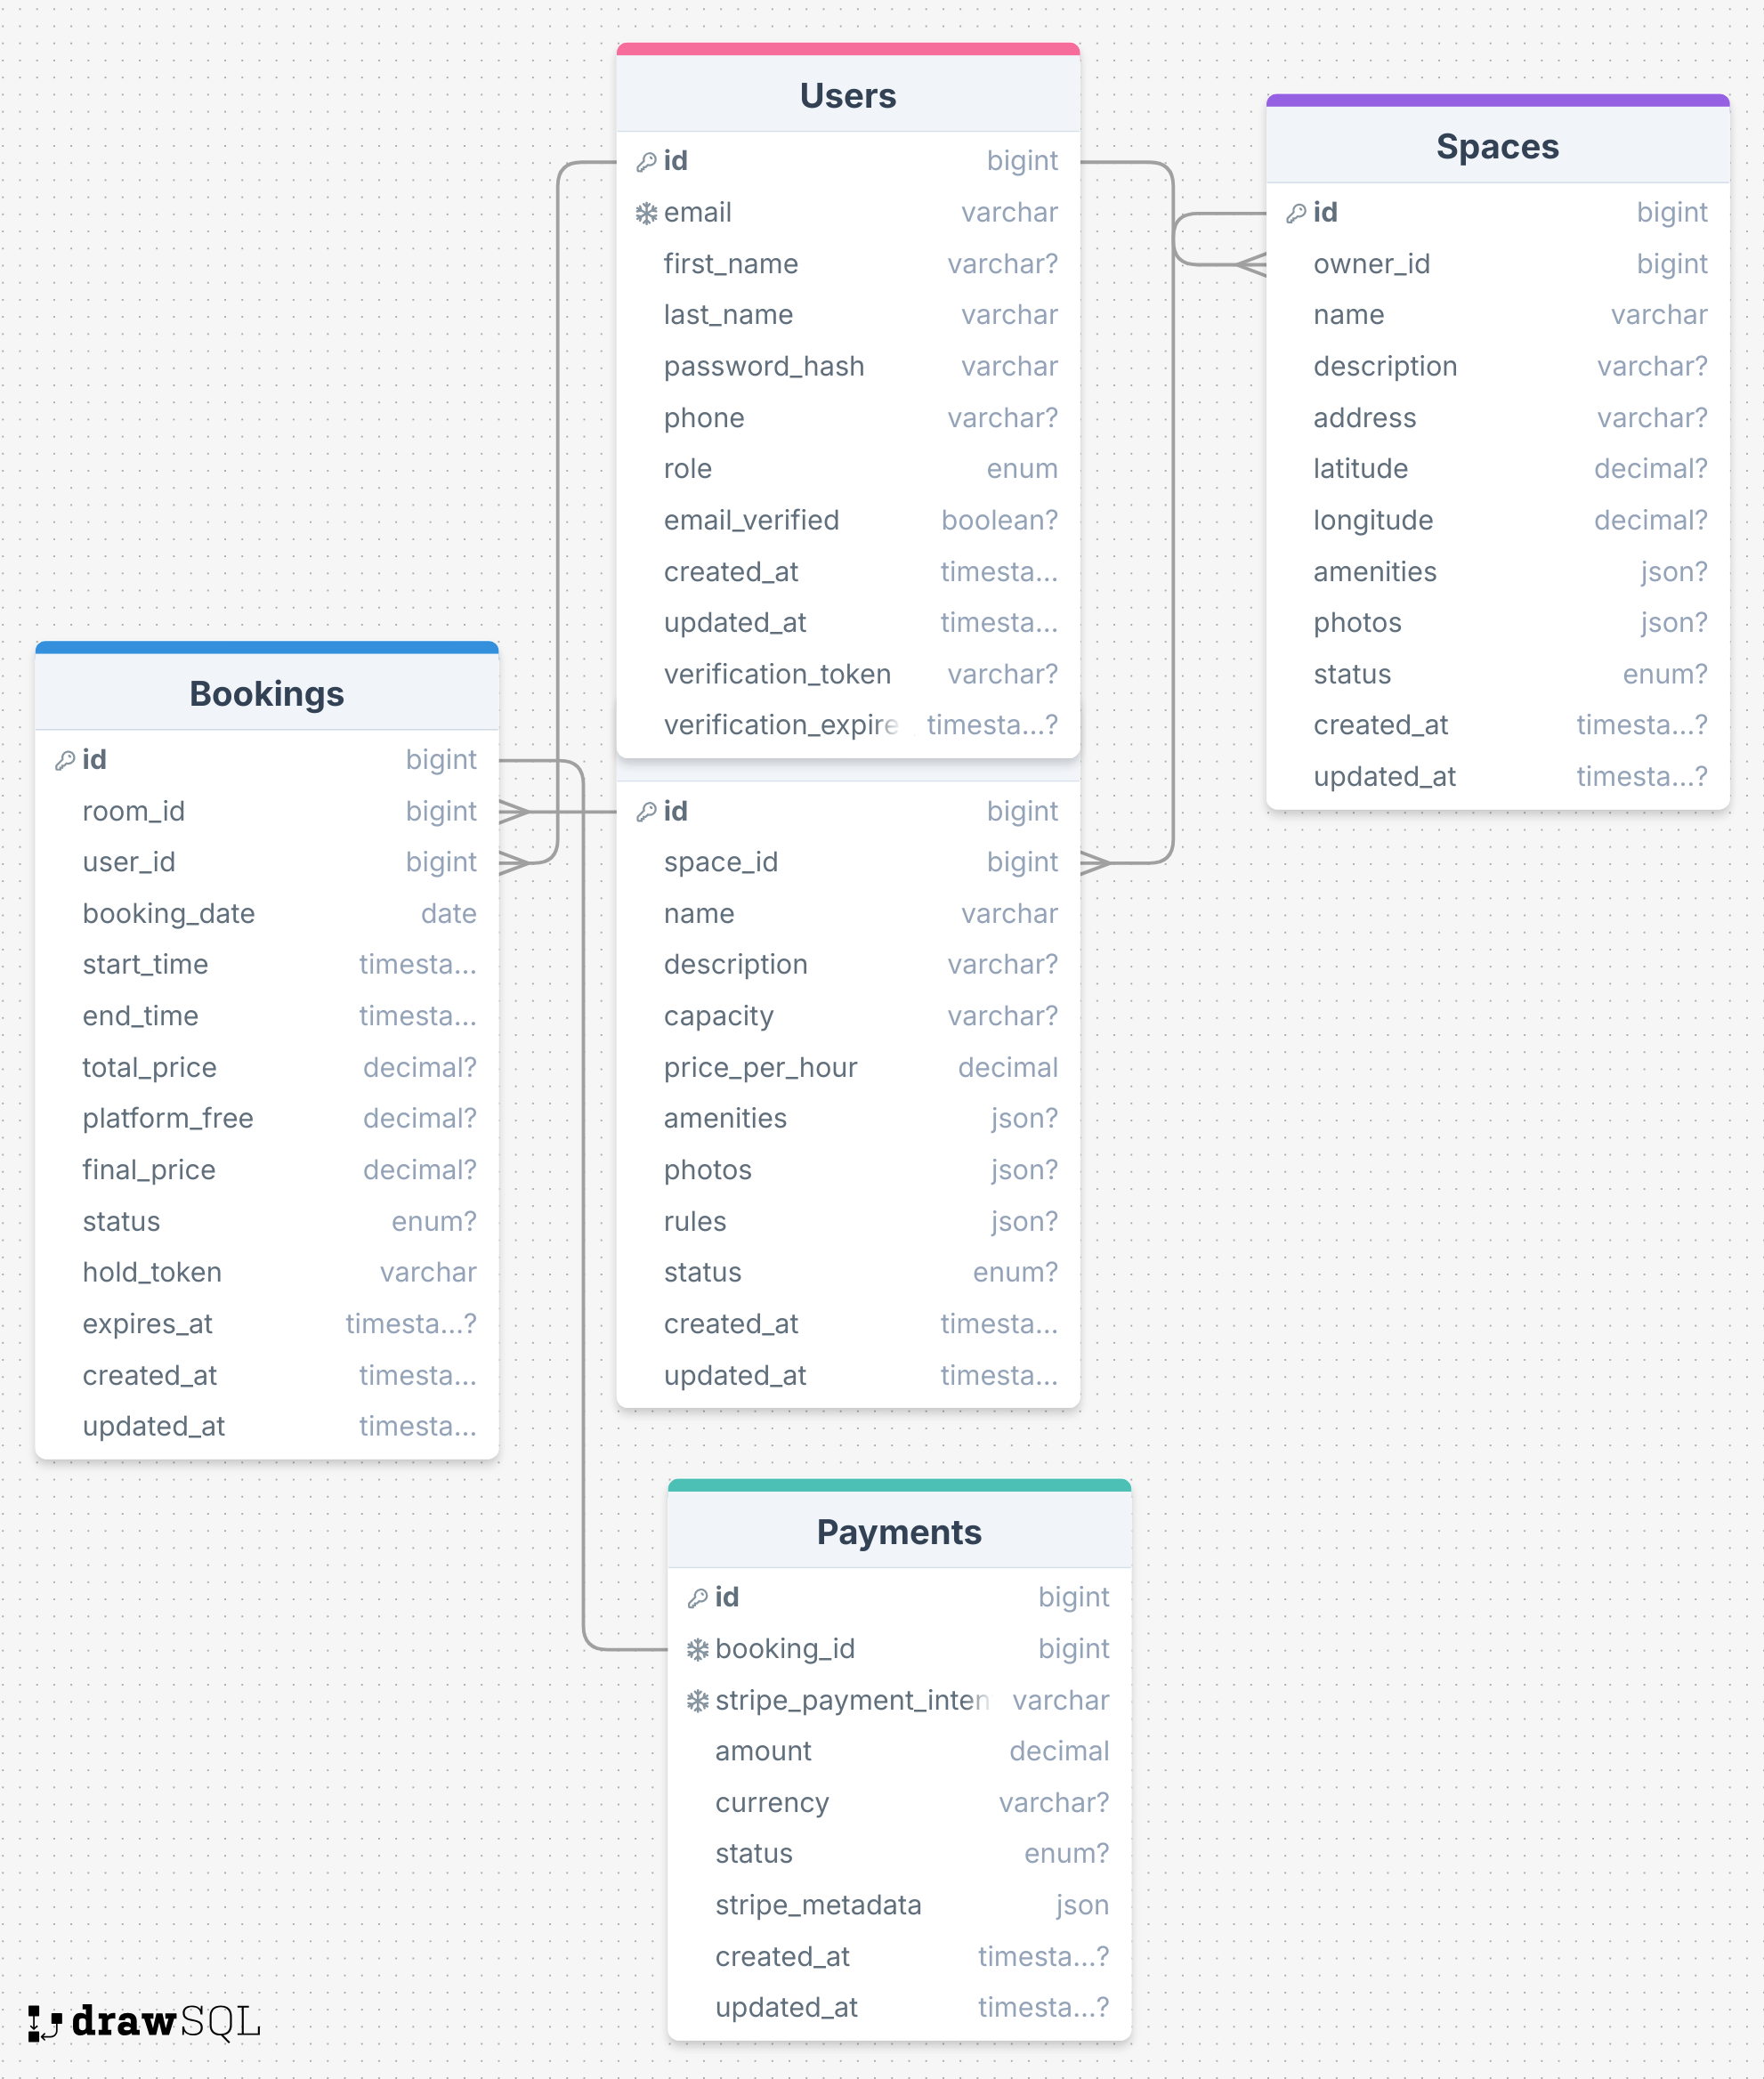 Users
id bigint
email varchar
first_name varchar?
last_name varchar
password_hash varchar
phone varchar?
role enum
email_verified boolean?
created_at timesta...
updated_at timesta...
verification_token varchar?
verification_expire timesta...?
Spaces
id bigint
owner_id bigint
name varchar
description varchar?
address varchar?
latitude decimal?
longitude decimal?
amenities json?
photos json?
status enum?
created_at timesta...?
updated_at timesta...?
Bookings
id bigint
room_id bigint
user_id bigint
booking_date date
start_time timesta...
end_time timesta...
total_price decimal?
platform_free decimal?
final_price decimal?
status enum?
hold_token varchar
expires_at timesta...?
created_at timesta...
updated_at timesta...
id bigint
space_id bigint
name varchar
description varchar?
capacity varchar?
price_per_hour decimal
amenities json?
photos json?
rules json?
status enum?
created_at timesta...
updated_at timesta...
Payments
id bigint
booking_id bigint
stripe_payment_inten varchar
amount decimal
currency varchar?
status enum?
stripe_metadata json
created_at timesta...?
updated_at timesta...?
drawSQL